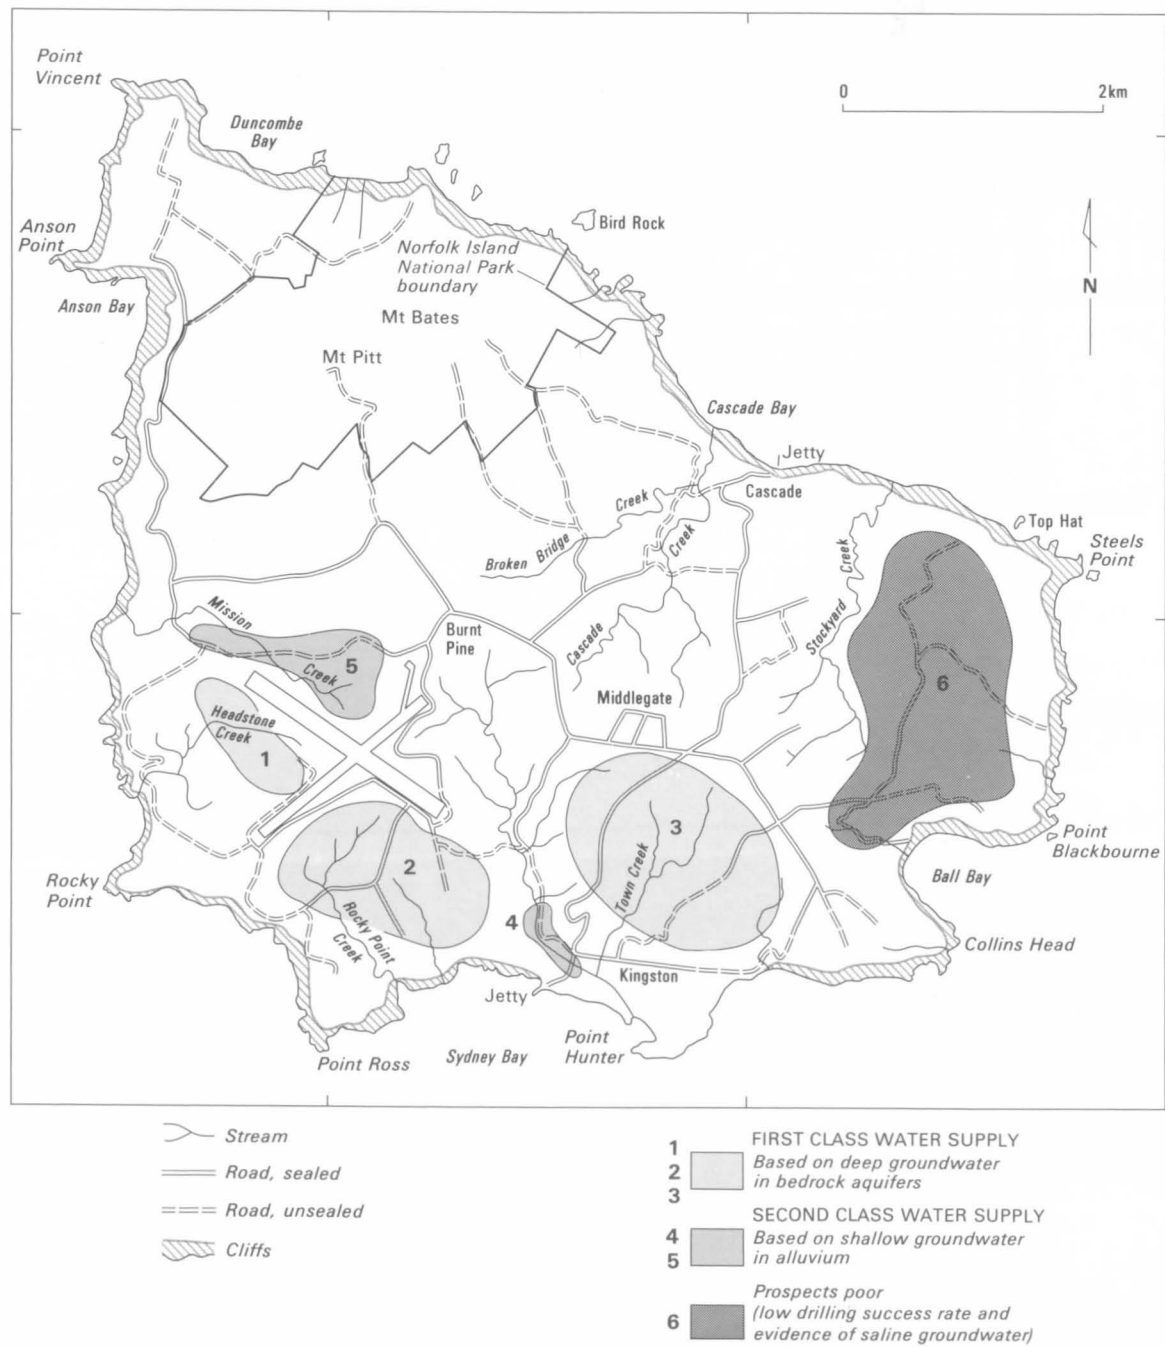 Point
Vincent
Duncombe
Bay
0
2km
Anson
Point
Bird Rock
Norfolk Island
National Park
boundary
N
Anson Bay
Mt Bates
Mt Pitt
Cascade Bay
Jetty
Cascade
Creek
Top Hat
Steels
Point
Broken Bridge
Creek
Creek
Stockyard
Mission
Creek
5
Burnt
Pine
Cascade
Middlegate
6
Headstone
Creek
1
3
Town Creek
2
Point
Blackbourne
Rocky
Point
Ball Bay
4
Rocky Point
Creek
Collins Head
Kingston
Jetty
Point
Hunter
Point Ross
Sydney Bay
Stream
Road, sealed
Road, unsealed
Cliffs
1
2
3
FIRST CLASS WATER SUPPLY
Based on deep groundwater
in bedrock aquifers
4
5
SECOND CLASS WATER SUPPLY
Based on shallow groundwater
in alluvium
6
Prospects poor
(low drilling success rate and
evidence of saline groundwater)